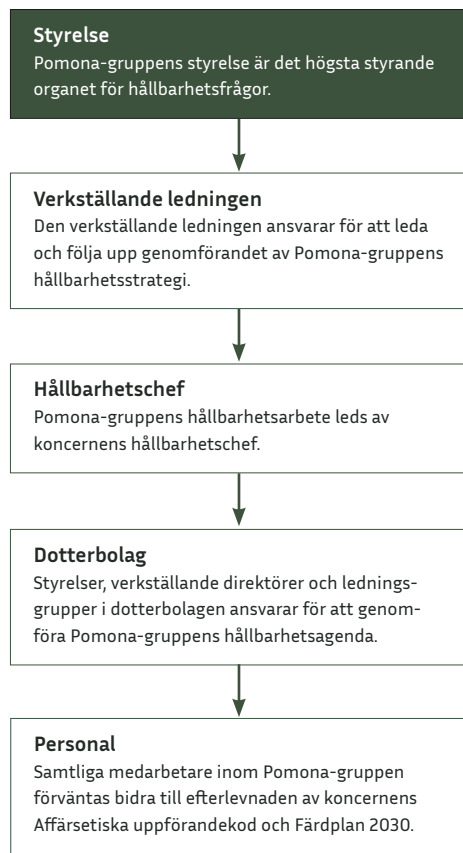 Styrelse
Pomona-gruppens styrelse är det högsta styrande
organet för hållbarhetsfrågor.
Verkställande ledningen
Den verkställande ledningen ansvarar för att leda
och följa upp genomförandet av Pomona-gruppens
hållbarhetsstrategi.
Hållbarhetschef
Pomona-gruppens hållbarhetsarbete leds av
koncernens hållbarhetschef.
Dotterbolag
Styrelser, verkställande direktörer och lednings-
grupper i dotterbolagen ansvarar för att genom-
föra Pomona-gruppens hållbarhetsagenda.
Personal
Samtliga medarbetare inom Pomona-gruppen
förväntas bidra till efterlevnaden av koncernens
Affärsetiska uppförandekod och Färdplan 2030.